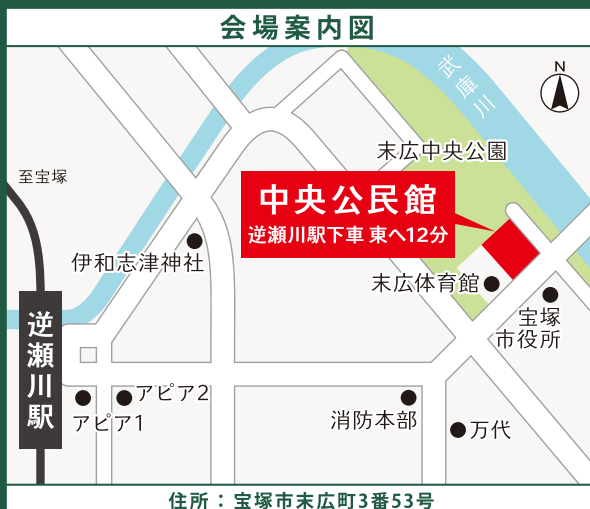 会場案内図
N
武庫川
末広中央公園
至宝塚
中央公民館
逆瀬川駅下車 東へ12分
伊和志津神社
末広体育館
宝塚
市役所
逆瀬川駅
アピア2
アピア1
消防本部
万代
住所：宝塚市末広町3番53号